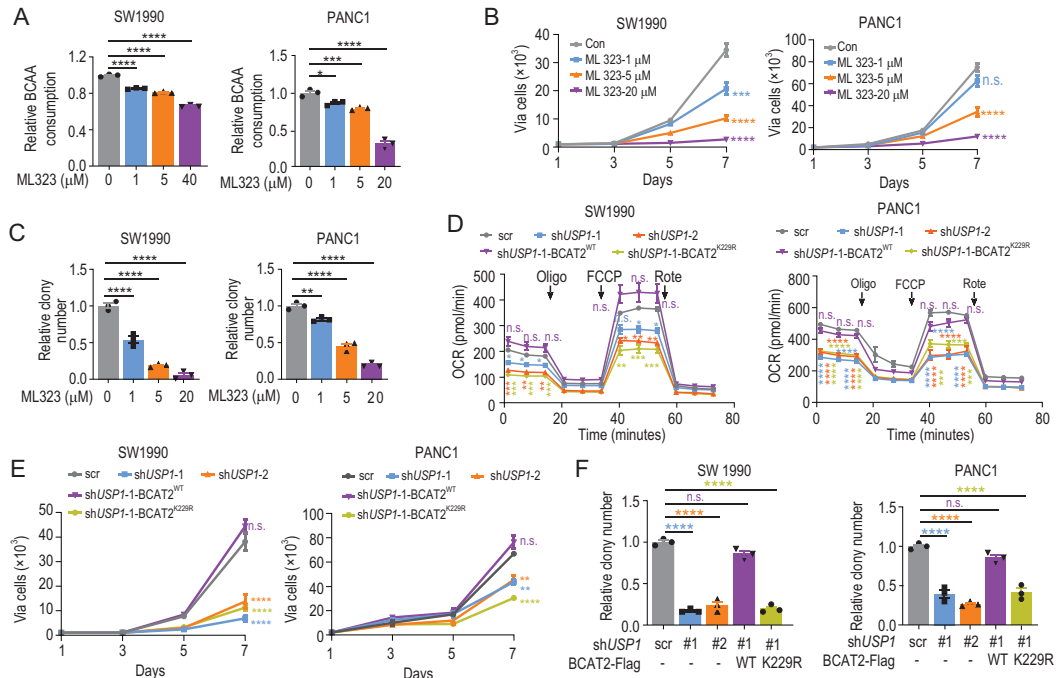 A
SW1990
Relative BCAA
consumption
1.2
0.8
0.4
0.0
****
****
****
ML323 (μM)
0 1 5 40
PANC1
Relative BCAA
consumption
1.5
1.0
0.5
0.0
****
***
*
ML323 (μM)
0 1 5 20
B
SW1990
Via cells (×10³)
40
30
20
10
0
Con
ML 323-1 μM
ML 323-5 μM
ML 323-20 μM
***
****
****
1 3 5 7
Days
PANC1
Via cells (×10³)
100
80
60
40
20
0
Con
ML 323-1 μM
ML 323-5 μM
ML 323-20 μM
n.s.
****
****
1 3 5 7
Days
C
SW1990
Relative clony
number
1.5
1.0
0.5
0.0
****
****
****
0 1 5 20
ML323 (μM)
PANC1
Relative clony
number
1.5
1.0
0.5
0.0
****
****
**
0 1 5 20
D
SW1990
scr shUSP1-1 shUSP1-2
shUSP1-1-BCAT2WT shUSP1-1-BCAT2K229R
OCR (pmol/min)
500
400
300
200
100
0
Oligo FCCP Rote
n.s.
n.s.
n.s.
n.s.
n.s.
n.s.
0 20 40 60 80
Time (minutes)
PANC1
scr shUSP1-1 shUSP1-2
shUSP1-1-BCAT2WT shUSP1-1-BCAT2K229R
OCR (pmol/min)
800
600
400
200
0
Oligo FCCP Rote
n.s. n.s. n.s.
n.s. n.s. n.s.
0 20 40 60 80
Time (minutes)
E
SW1990
scr shUSP1-1 shUSP1-2
shUSP1-1-BCAT2WT
shUSP1-1-BCAT2K229R
Via cells (×10³)
60
40
20
0
n.s.
****
****
****
1 3 5 7
Days
PANC1
scr shUSP1-1 shUSP1-2
shUSP1-1-BCAT2WT
shUSP1-1-BCAT2K229R
Via cells (×10³)
100
80
60
40
20
0
n.s.
**
**
****
1 3 5 7
Days
F
SW 1990
Relative clony number
2.0
1.5
1.0
0.5
0.0
****
n.s.
****
****
shUSP1 scr #1 #2 #1 #1
BCAT2-Flag - - - WT K229R
PANC1
Relative clony number
2.0
1.5
1.0
0.5
0.0
****
n.s.
****
****
scr #1 #2 #1 #1
- - - WT K229R